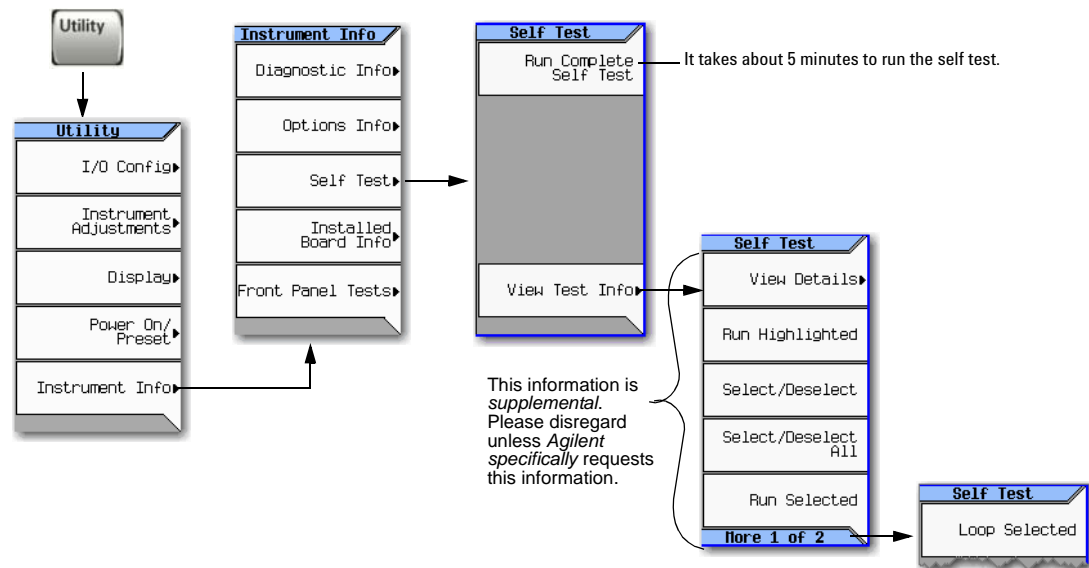 Utility
Utility
I/O Config
Instrument
Adjustments
Display
Power On/
Preset
Instrument Info
Instrument Info
Diagnostic Info
Options Info
Self Test
Installed
Board Info
Front Panel Tests
Self Test
Run Complete
Self Test
View Test Info
It takes about 5 minutes to run the self test.
This information is
supplemental.
Please disregard
unless Agilent
specifically requests
this information.
Self Test
View Details
Run Highlighted
Select/Deselect
Select/Deselect
All
Run Selected
More 1 of 2
Self Test
Loop Selected